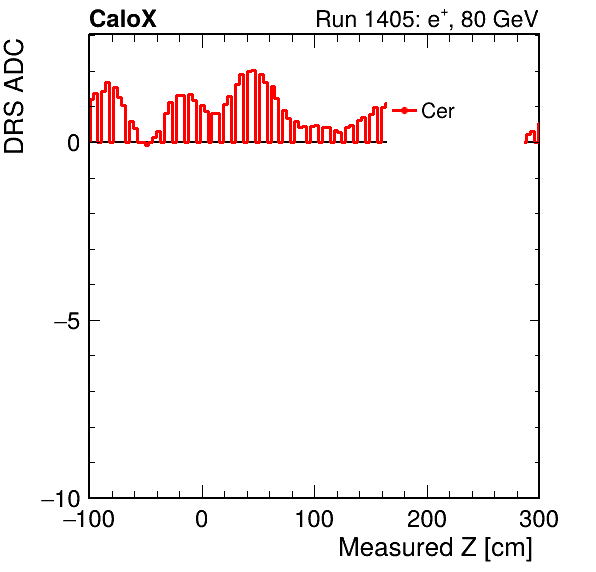 CaloX Run 1405: e⁺, 80 GeV
DRS ADC
Cer
0
−5
−10
−100 0 100 200 300
Measured Z [cm]